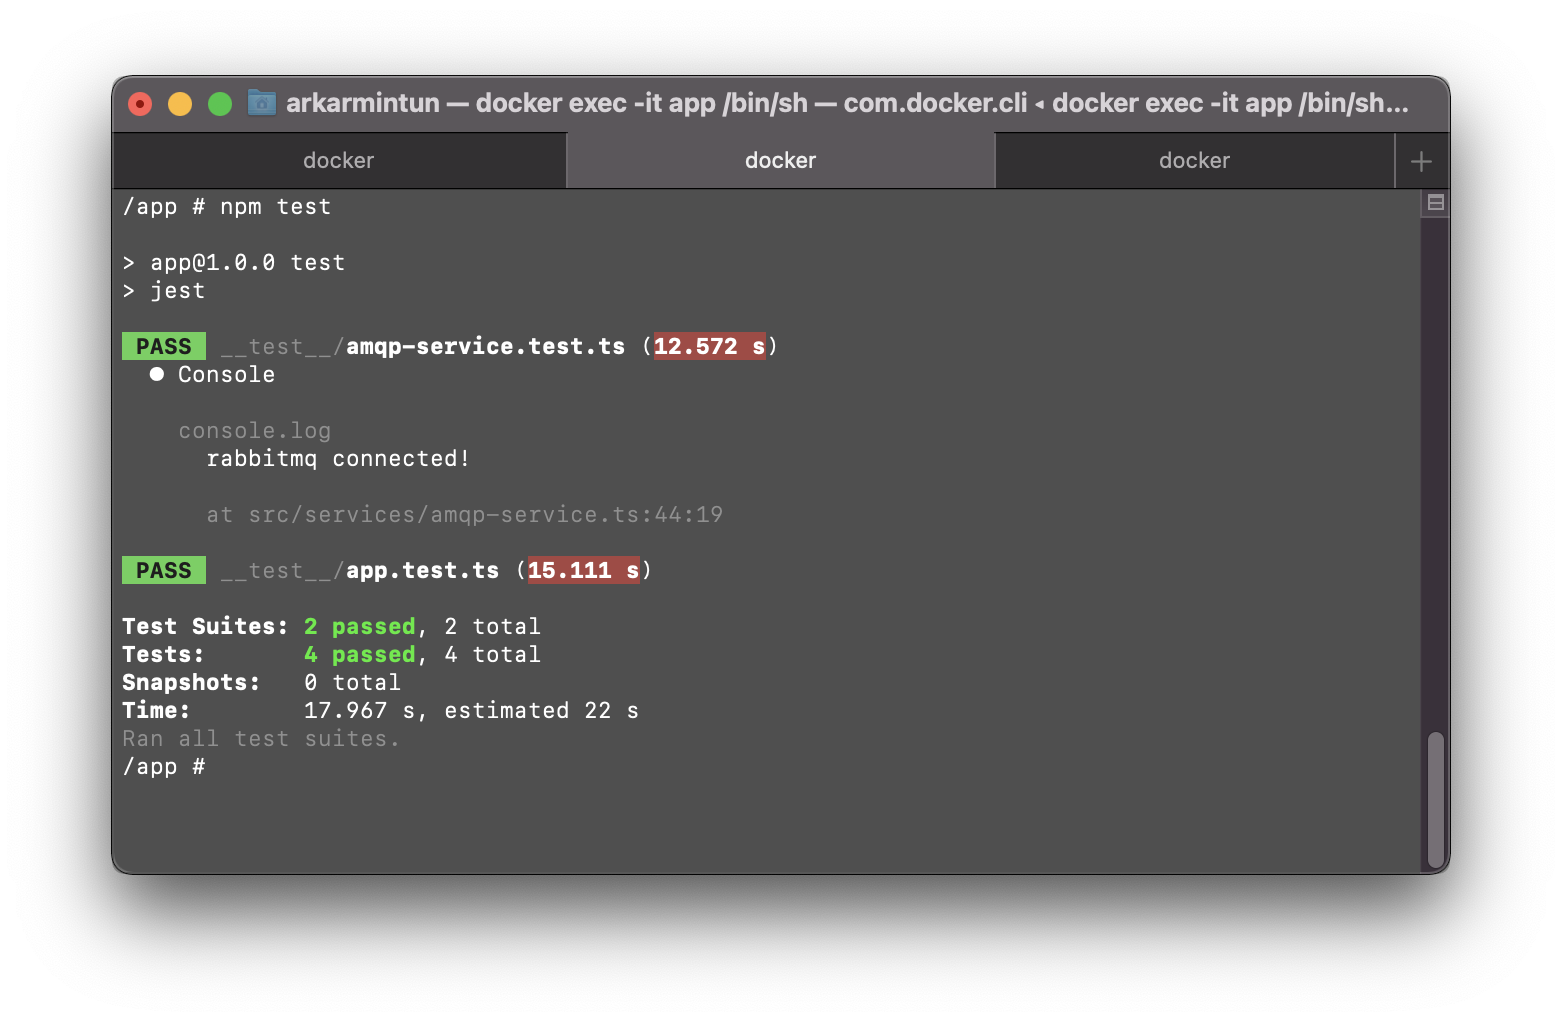 arkarmintun — docker exec -it app /bin/sh — com.docker.cli ◂ docker exec -it app /bin/sh...
docker docker docker
/app # npm test
> app@1.0.0 test
> jest
PASS __test__/amqp-service.test.ts (12.572 s)
● Console
console.log
rabbitmq connected!
at src/services/amqp-service.ts:44:19
PASS __test__/app.test.ts (15.111 s)
Test Suites: 2 passed, 2 total
Tests: 4 passed, 4 total
Snapshots: 0 total
Time: 17.967 s, estimated 22 s
Ran all test suites.
/app #